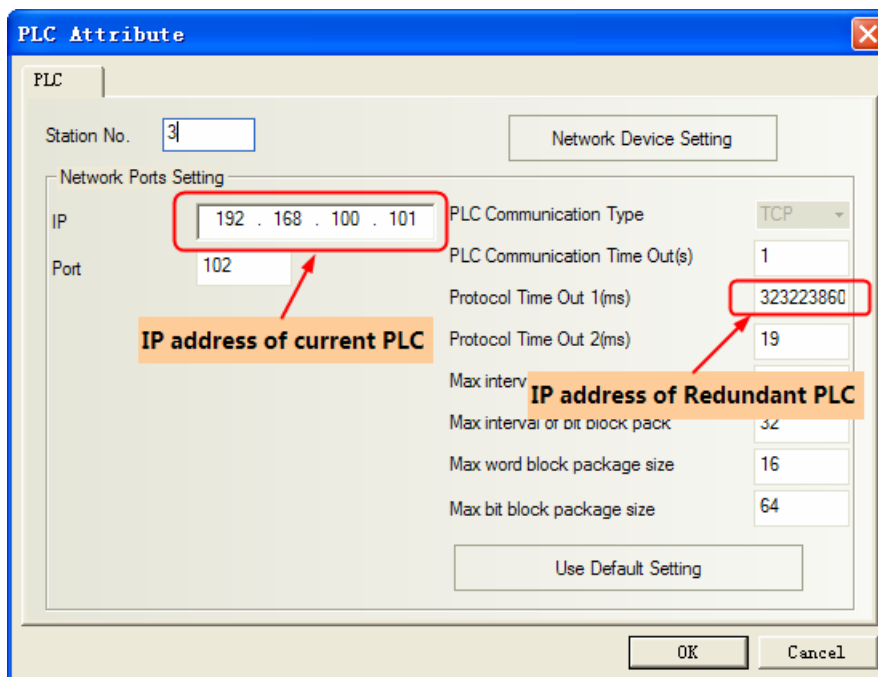 PLC Attribute
PLC
Station No. 3
Network Device Setting
Network Ports Setting
IP 192 . 168 . 100 . 101
Port 102
IP address of current PLC
PLC Communication Type TCP
PLC Communication Time Out(s) 1
Protocol Time Out 1(ms) 323223860
Protocol Time Out 2(ms) 19
Max interv
IP address of Redundant PLC
Max interval of bit block pack 32
Max word block package size 16
Max bit block package size 64
Use Default Setting
OK Cancel